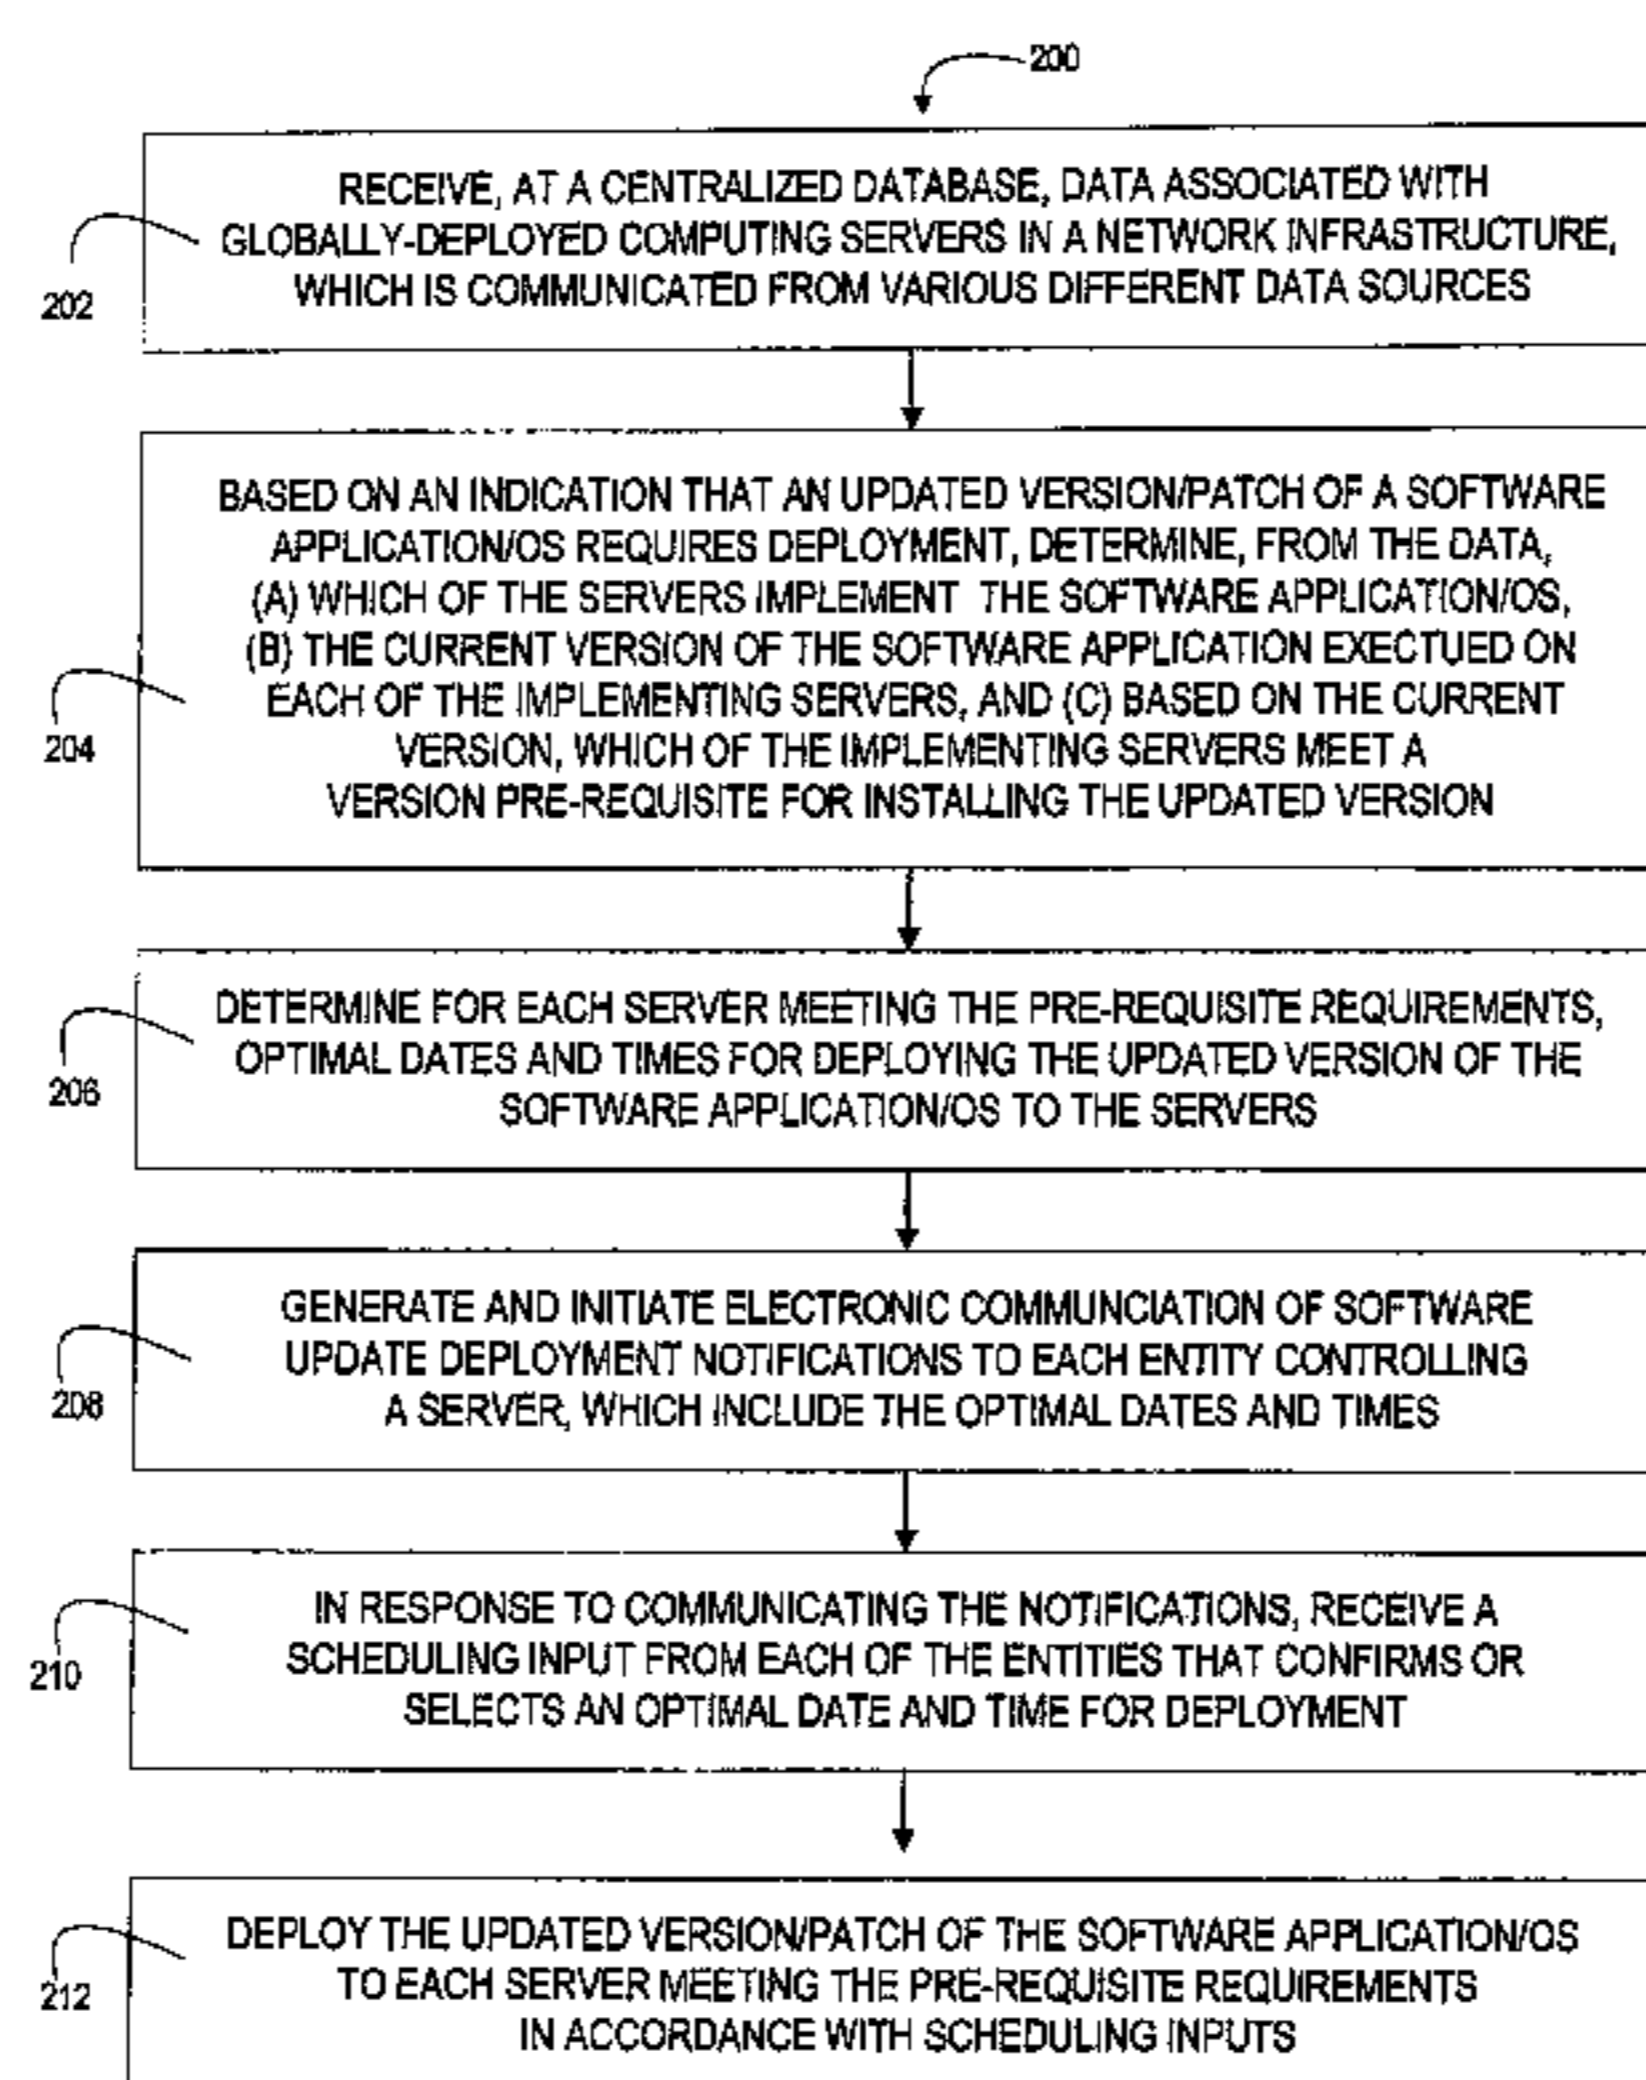 200
RECEIVE, AT A CENTRALIZED DATABASE, DATA ASSOCIATED WITH
GLOBALLY-DEPLOYED COMPUTING SERVERS IN A NETWORK INFRASTRUCTURE,
WHICH IS COMMUNICATED FROM VARIOUS DIFFERENT DATA SOURCES
202
BASED ON AN INDICATION THAT AN UPDATED VERSION/PATCH OF A SOFTWARE
APPLICATION/OS REQUIRES DEPLOYMENT, DETERMINE, FROM THE DATA,
(A) WHICH OF THE SERVERS IMPLEMENT THE SOFTWARE APPLICATION/OS,
(B) THE CURRENT VERSION OF THE SOFTWARE APPLICATION EXECTUED ON
EACH OF THE IMPLEMENTING SERVERS, AND (C) BASED ON THE CURRENT
VERSION, WHICH OF THE IMPLEMENTING SERVERS MEET A
VERSION PRE-REQUISITE FOR INSTALLING THE UPDATED VERSION
204
DETERMINE FOR EACH SERVER MEETING THE PRE-REQUISITE REQUIREMENTS,
OPTIMAL DATES AND TIMES FOR DEPLOYING THE UPDATED VERSION OF THE
SOFTWARE APPLICATION/OS TO THE SERVERS
206
GENERATE AND INITIATE ELECTRONIC COMMUNCIATION OF SOFTWARE
UPDATE DEPLOYMENT NOTIFICATIONS TO EACH ENTITY CONTROLLING
A SERVER, WHICH INCLUDE THE OPTIMAL DATES AND TIMES
208
IN RESPONSE TO COMMUNICATING THE NOTIFICATIONS, RECEIVE A
SCHEDULING INPUT FROM EACH OF THE ENTITIES THAT CONFIRMS OR
SELECTS AN OPTIMAL DATE AND TIME FOR DEPLOYMENT
210
DEPLOY THE UPDATED VERSION/PATCH OF THE SOFTWARE APPLICATION/OS
TO EACH SERVER MEETING THE PRE-REQUISITE REQUIREMENTS
IN ACCORDANCE WITH SCHEDULING INPUTS
212